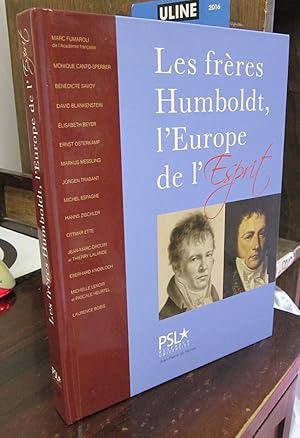 ULINE
2016
MARC FUMAROLI
de l'Académie française
MONIQUE CANTO-SPERBER
BÉNÉDICTE SAVOY
DAVID BLANKENSTEIN
ÉLISABETH BEYER
ERNST OSTERKAMP
MARKUS MESSLING
JÜRGEN TRABANT
MICHEL ESPAGNE
HANNS ZISCHLER
OTTMAR ETTE
JEAN-MARC DROUIN
et THIERRY LALANDE
EBERHARD KNOBLOCH
MICHELLE LENOIR
et PASCALE HEURTEL
LAURENCE BOBIS
Les frères
Humboldt,
l'Europe
de l'Esprit
PSL
Les frères Humboldt, l'Europe de l'Esprit
PSL